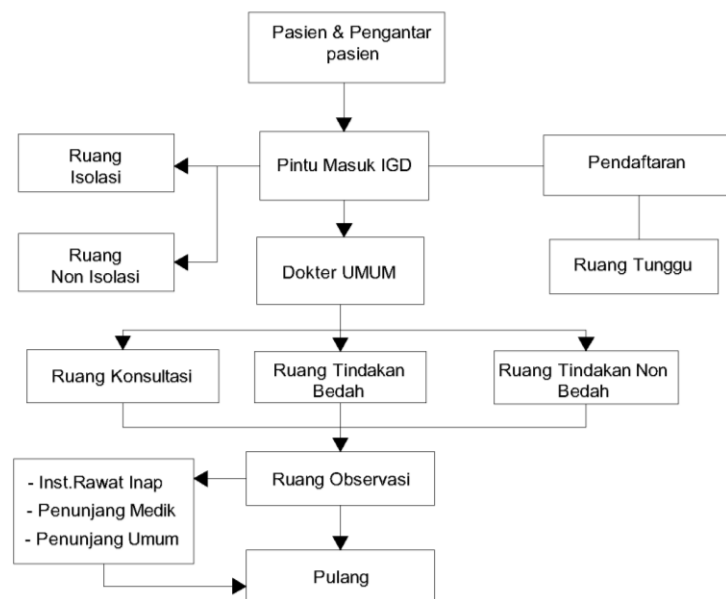 Pasien & Pengantar
pasien
Ruang
Isolasi
Pintu Masuk IGD
Pendaftaran
Ruang
Non Isolasi
Dokter UMUM
Ruang Tunggu
Ruang Konsultasi
Ruang Tindakan
Bedah
Ruang Tindakan Non
Bedah
- Inst.Rawat Inap
- Penunjang Medik
- Penunjang Umum
Ruang Observasi
Pulang